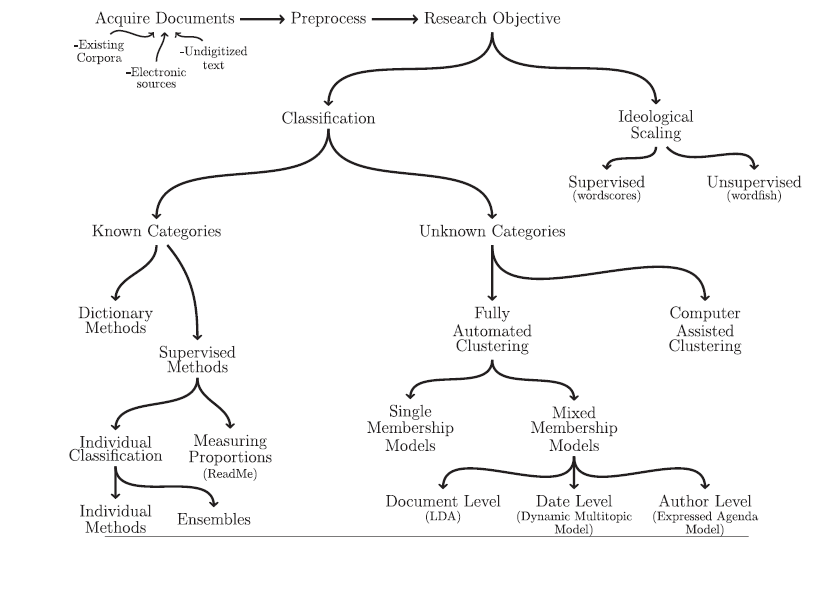 Acquire Documents
Preprocess
Research Objective
-Existing
Corpora
-Electronic
sources
-Undigitized
text
Classification
Ideological
Scaling
Supervised
(wordscores)
Unsupervised
(wordfish)
Known Categories
Unknown Categories
Dictionary
Methods
Supervised
Methods
Fully
Automated
Clustering
Computer
Assisted
Clustering
Individual
Classification
Measuring
Proportions
(ReadMe)
Single
Membership
Models
Mixed
Membership
Models
Individual
Methods
Ensembles
Document Level
(LDA)
Date Level
(Dynamic Multitopic
Model)
Author Level
(Expressed Agenda
Model)